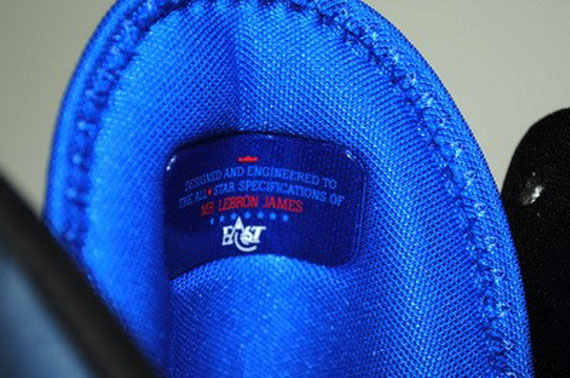 DESIGNED AND ENGINEERED TO
THE ALL★STAR SPECIFICATIONS OF
MR LEBRON JAMES
EAST